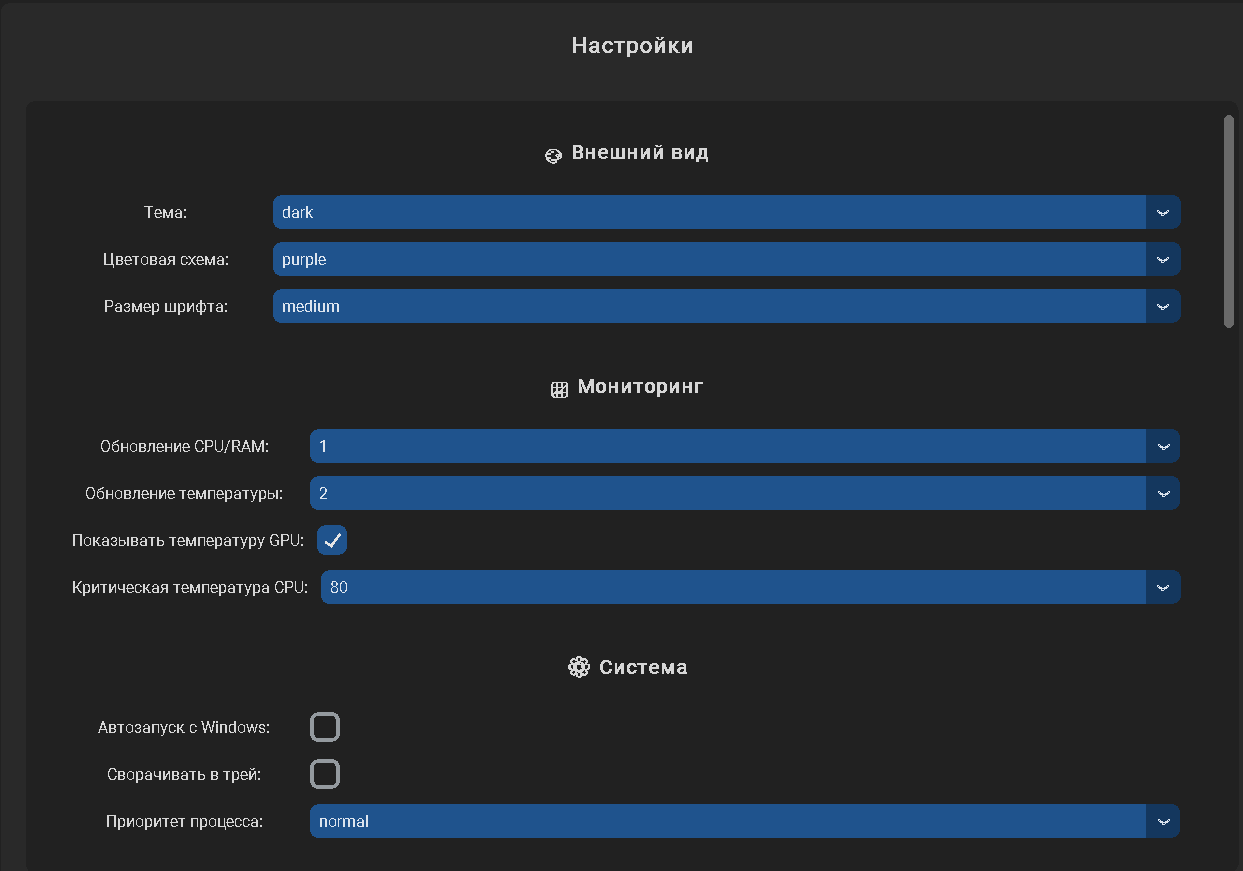 Настройки
Внешний вид
Тема: dark
Цветовая схема: purple
Размер шрифта: medium
Мониторинг
Обновление CPU/RAM: 1
Обновление температуры: 2
Показывать температуру GPU:
Критическая температура CPU: 80
Система
Автозапуск с Windows:
Сворачивать в трей:
Приоритет процесса: normal